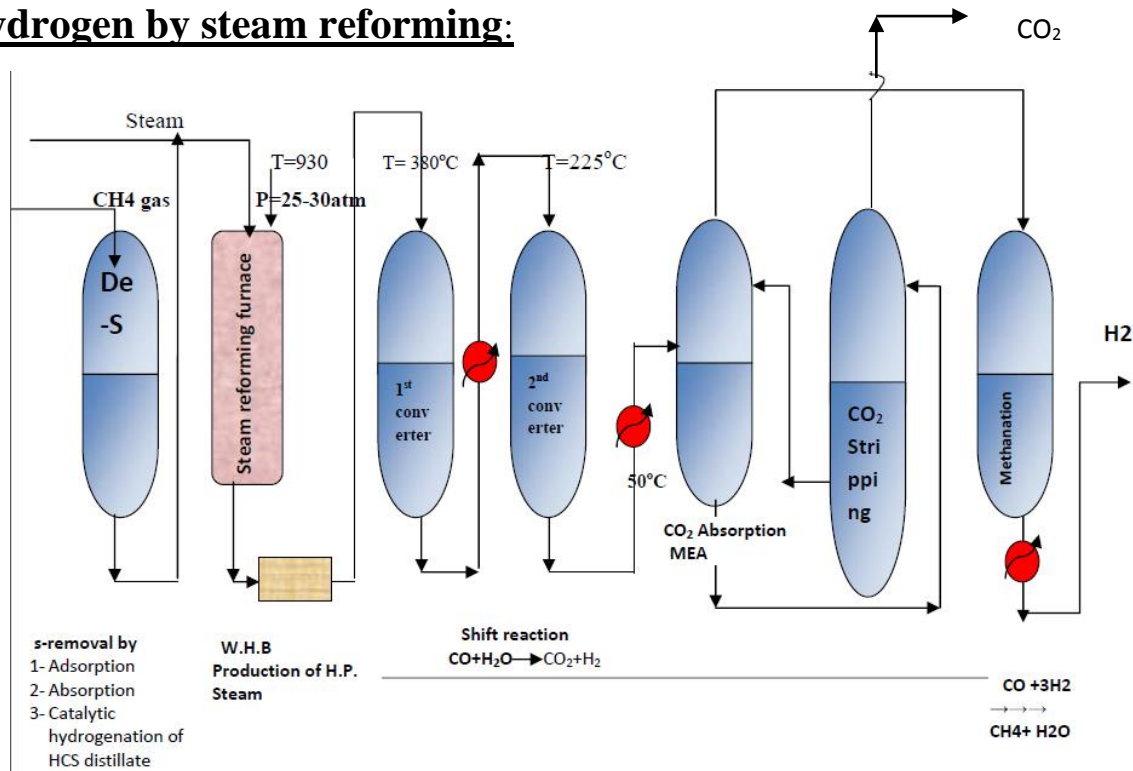 ydrogen by steam reforming:
CO₂
Steam
T=930
T= 380°C
T=225°C
CH4 gas
P=25-30atm
De
-S
Steam reforming furnace
1st
conv
erter
2nd
conv
erter
50°C
CO₂ Absorption
MEA
CO₂
Stri
ppi
ng
Methanation
H2
s-removal by
1- Adsorption
2- Absorption
3- Catalytic
hydrogenation of
HCS distillate
W.H.B
Production of H.P.
Steam
Shift reaction
CO+H₂O→CO₂+H₂
CO +3H2
→→→
CH4+ H2O